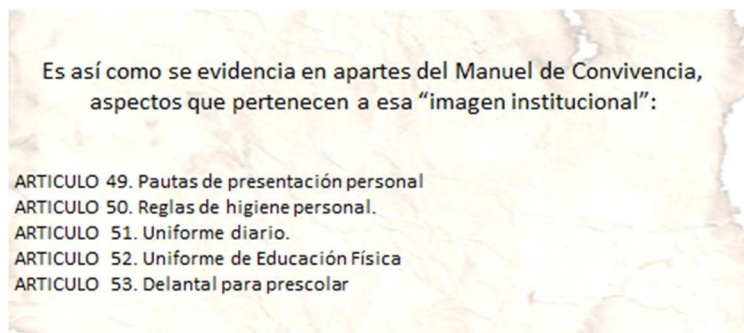 Es así como se evidencia en apartes del Manuel de Convivencia,
aspectos que pertenecen a esa “imagen institucional”:
ARTICULO 49. Pautas de presentación personal
ARTICULO 50. Reglas de higiene personal.
ARTICULO 51. Uniforme diario.
ARTICULO 52. Uniforme de Educación Física
ARTICULO 53. Delantal para prescolar